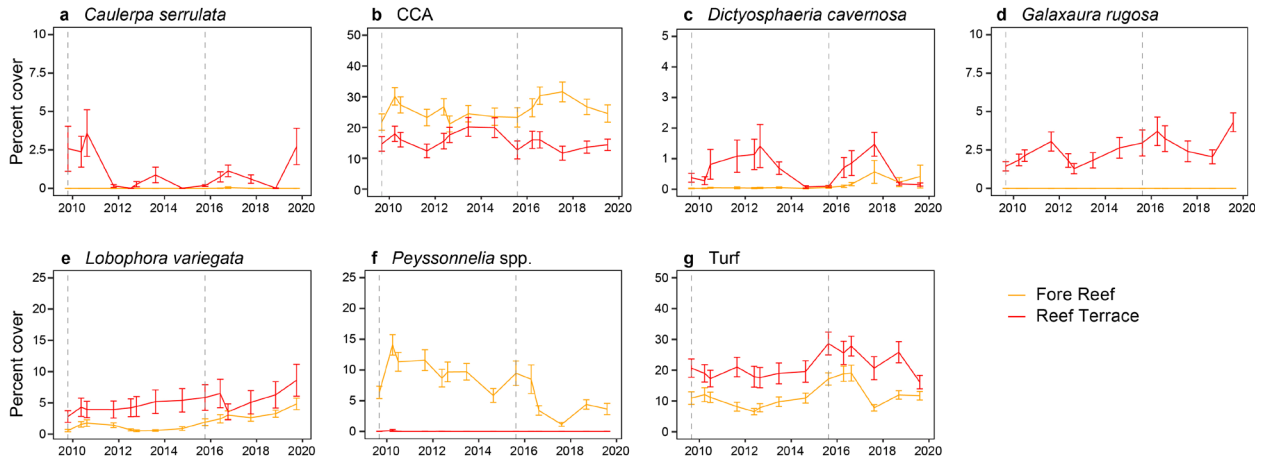 a Caulerpa serrulata
b CCA
c Dictyosphaeria cavernosa
d Galaxaura rugosa
Percent cover
10
7.5
5
2.5
0
2010 2012 2014 2016 2018 2020
50
40
30
20
10
0
2010 2012 2014 2016 2018 2020
5
4
3
2
1
0
2010 2012 2014 2016 2018 2020
10
7.5
5
2.5
0
2010 2012 2014 2016 2018 2020
e Lobophora variegata
f Peyssonnelia spp.
g Turf
Percent cover
25
20
15
10
5
0
2010 2012 2014 2016 2018 2020
25
20
15
10
5
0
2010 2012 2014 2016 2018 2020
50
40
30
20
10
0
2010 2012 2014 2016 2018 2020
Fore Reef
Reef Terrace